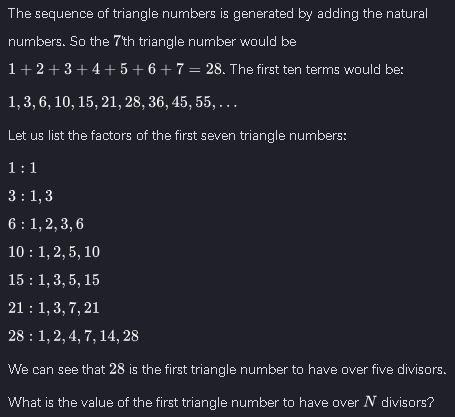 The sequence of triangle numbers is generated by adding the natural
numbers. So the 7'th triangle number would be
1 + 2 + 3 + 4 + 5 + 6 + 7 = 28. The first ten terms would be:
1, 3, 6, 10, 15, 21, 28, 36, 45, 55, . . .
Let us list the factors of the first seven triangle numbers:
1 : 1
3 : 1, 3
6 : 1, 2, 3, 6
10 : 1, 2, 5, 10
15 : 1, 3, 5, 15
21 : 1, 3, 7, 21
28 : 1, 2, 4, 7, 14, 28
We can see that 28 is the first triangle number to have over five divisors.
What is the value of the first triangle number to have over N divisors?